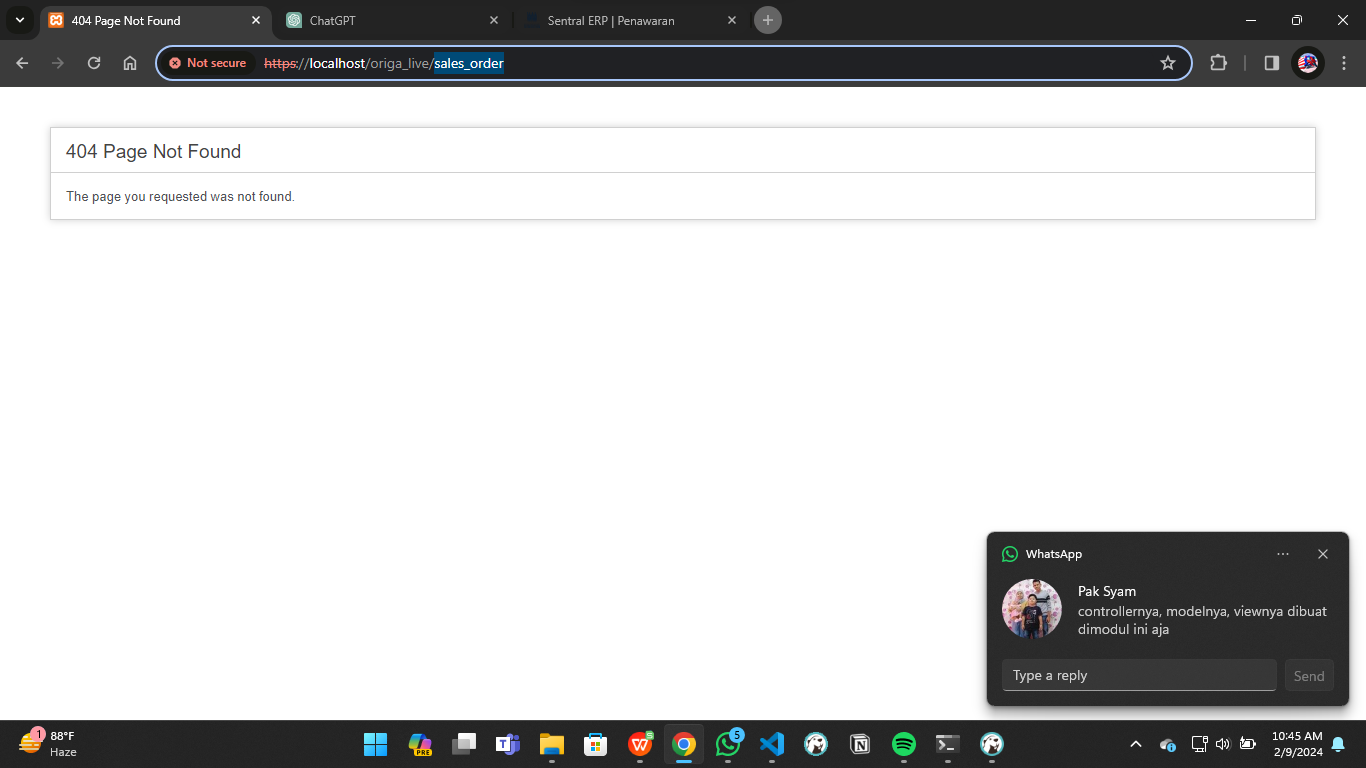 404 Page Not Found
ChatGPT
Sentral ERP | Penawaran
Not secure
https://localhost/origa_live/sales_order
404 Page Not Found
The page you requested was not found.
WhatsApp
Pak Syam
controllernya, modelnya, viewnya dibuat
dimodul ini aja
Type a reply
Send
1
88°F
Haze
PRE
5
10:45 AM
2/9/2024